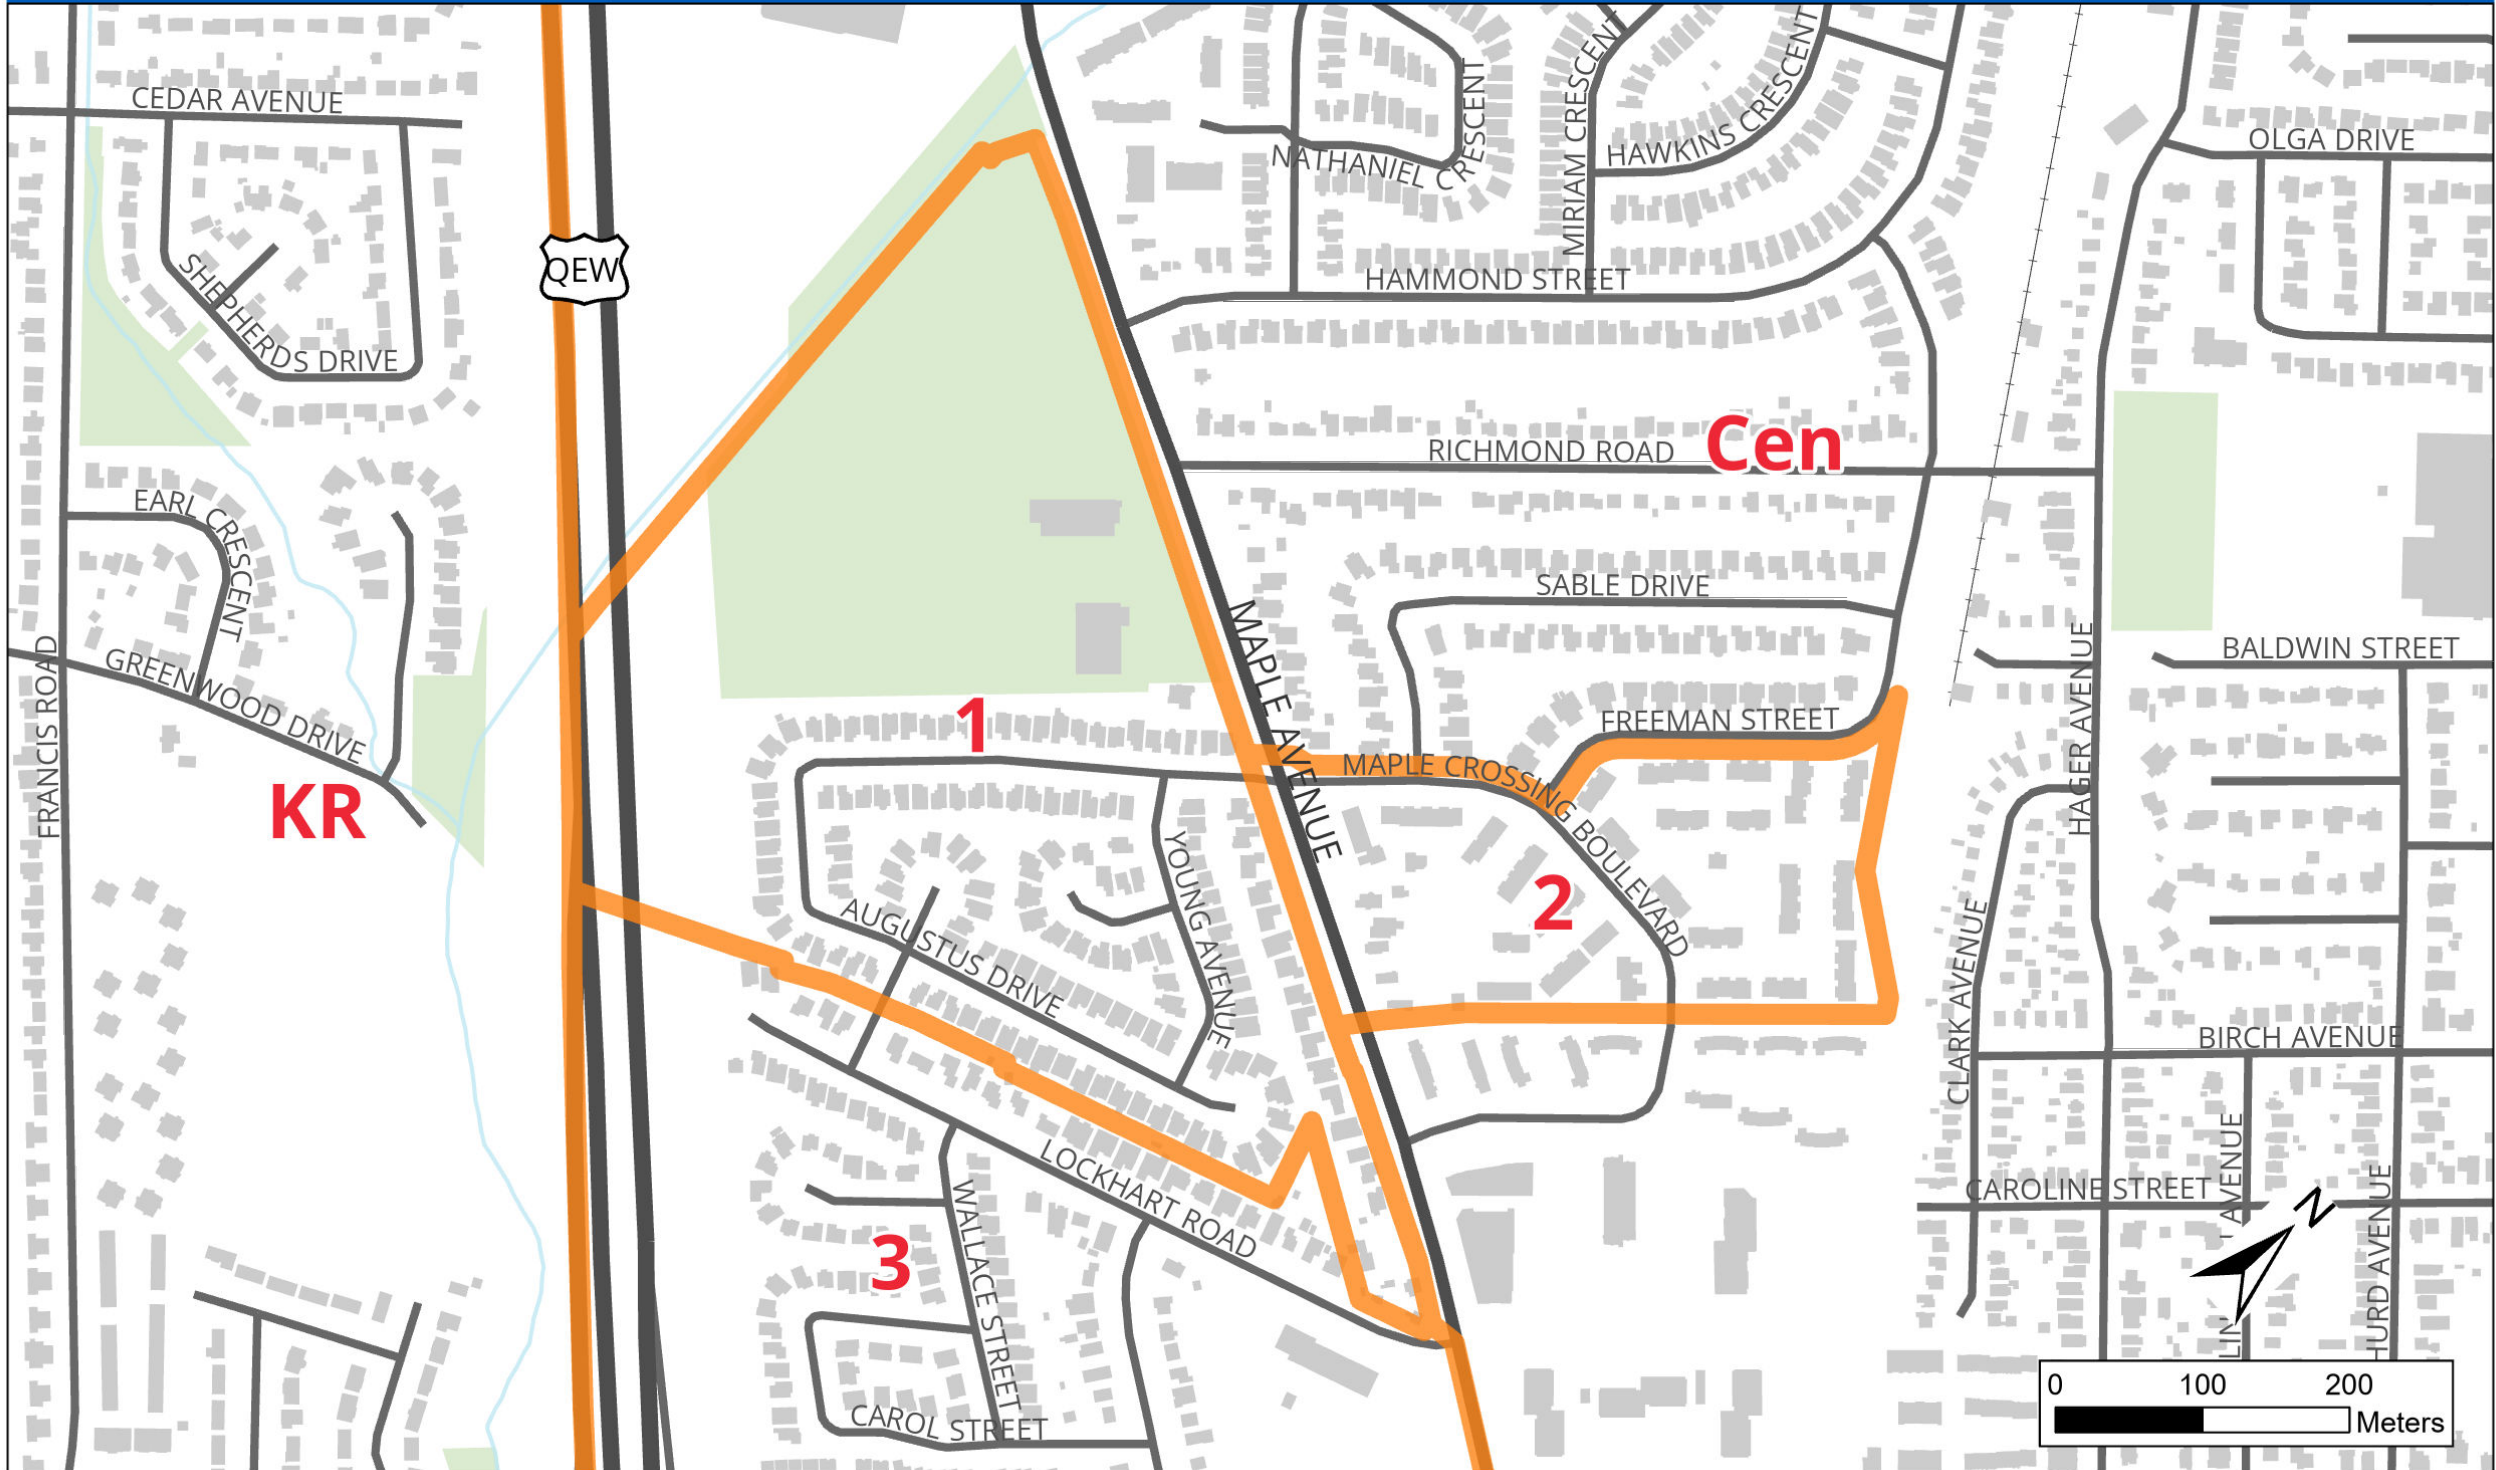 CEDAR AVENUE
SHEPHERDS DRIVE
QEW
NATHANIEL CRESCENT
MIRIAM CRESCENT
HAWKINS CRESCENT
OLGA DRIVE
HAMMOND STREET
RICHMOND ROAD
Cen
EARL CRESCENT
SABLE DRIVE
GREENWOOD DRIVE
FRANCIS ROAD
KR
1
MAPLE AVENUE
FREEMAN STREET
MAPLE CROSSING BOULEVARD
HAGER AVENUE
BALDWIN STREET
YOUNG AVENUE
2
AUGUSTUS DRIVE
CLARK AVENUE
BIRCH AVENUE
LOCKHART ROAD
WALLACE STREET
3
CAROLINE STREET
AVENUE
LIN
HURD AVENUE
N
CAROL STREET
0 100 200
Meters